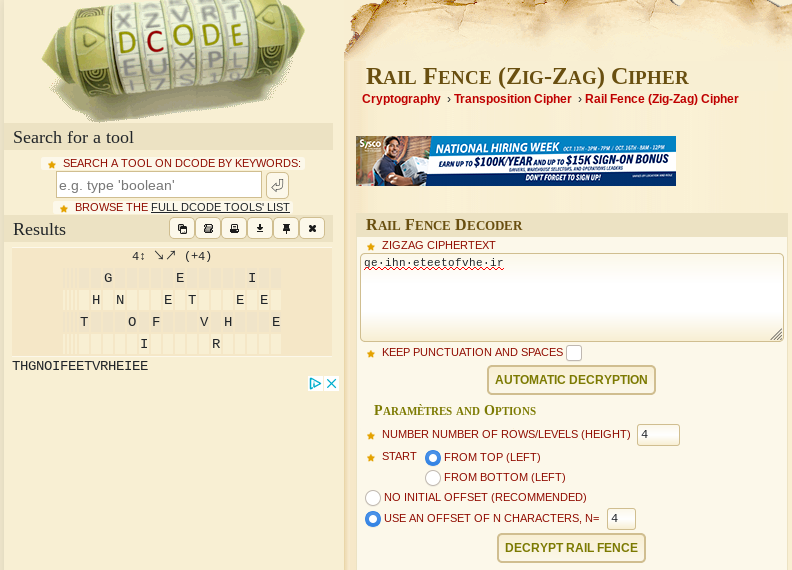 DCODE
Search for a tool
SEARCH A TOOL ON DCODE BY KEYWORDS:
e.g. type 'boolean'
BROWSE THE FULL DCODE TOOLS' LIST
Results
4↕ ↘↗ (+4)
G E I
H N E T E E
T O F V H E
I R
THGNOIFEETVRHEIEE
RAIL FENCE (ZIG-ZAG) CIPHER
Cryptography › Transposition Cipher › Rail Fence (Zig-Zag) Cipher
Sysco
NATIONAL HIRING WEEK OCT. 13TH - 3PM - 7PM / OCT. 16TH - 8AM - 12PM
EARN UP TO $100K/YEAR AND UP TO $15K SIGN-ON BONUS
DRIVERS, WAREHOUSE SELECTORS, AND OPERATIONS LEADERS
DON'T FORGET TO SIGN UP!
VARIES BY LOCATION AND ROLE
RAIL FENCE DECODER
ZIGZAG CIPHERTEXT
ge·ihn·eteetofvhe·ir
KEEP PUNCTUATION AND SPACES
AUTOMATIC DECRYPTION
PARAMÈTRES AND OPTIONS
NUMBER NUMBER OF ROWS/LEVELS (HEIGHT) 4
START FROM TOP (LEFT)
FROM BOTTOM (LEFT)
NO INITIAL OFFSET (RECOMMENDED)
USE AN OFFSET OF N CHARACTERS, N= 4
DECRYPT RAIL FENCE